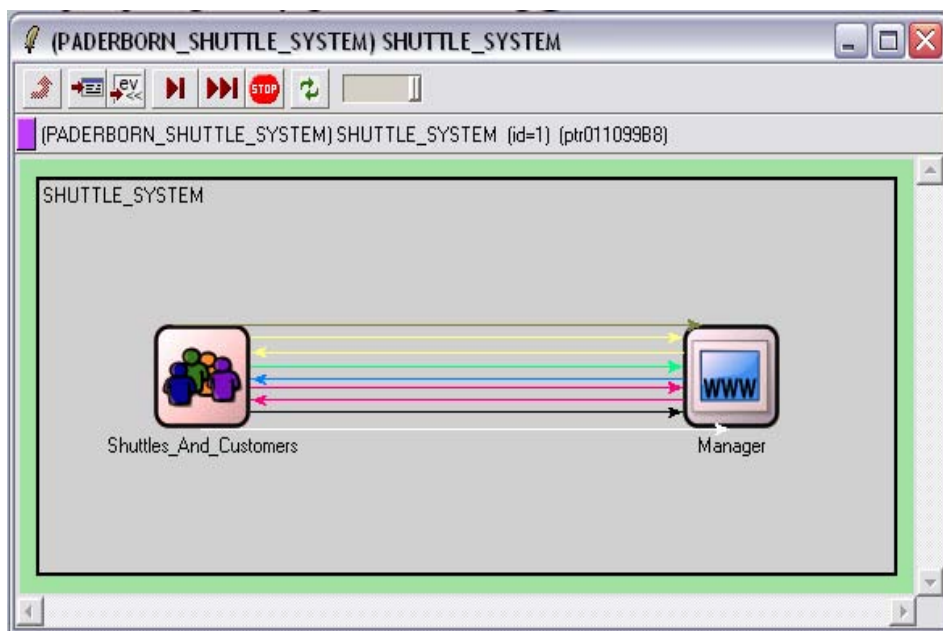 (PADERBORN_SHUTTLE_SYSTEM) SHUTTLE_SYSTEM
ev
<<
STOP
(PADERBORN_SHUTTLE_SYSTEM) SHUTTLE_SYSTEM (id=1) (ptr011099B8)
SHUTTLE_SYSTEM
WWW
Shuttles_And_Customers
Manager